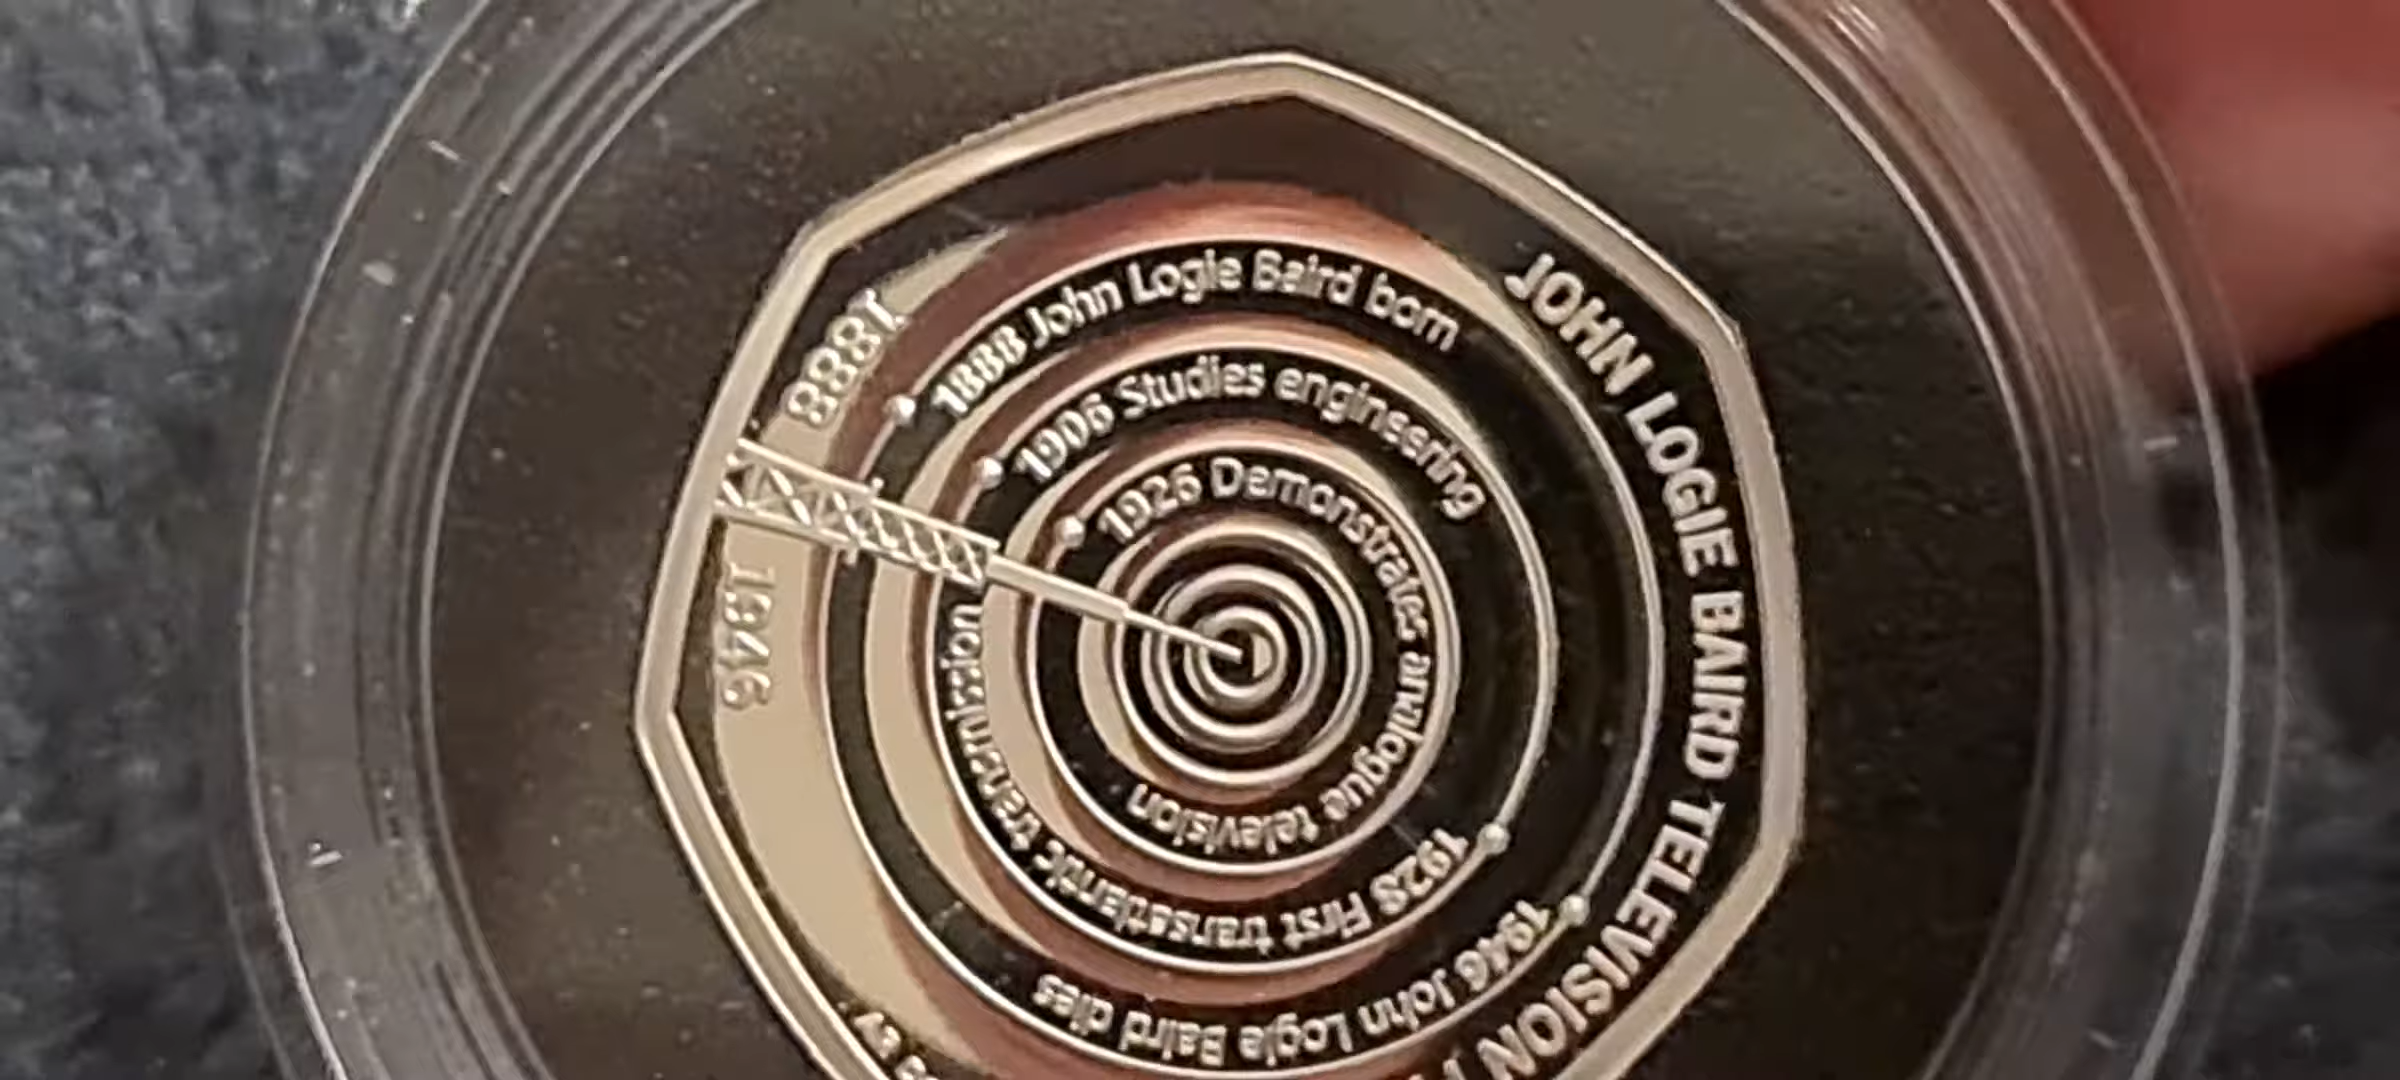 JOHN LOGIE BAIRD TELEVISION
1888
1946
1888 John Logie Baird born
1906 Studies engineering
1926 Demonstrates analogue television
1928 First transatlantic transmission
1946 John Logie Baird dies